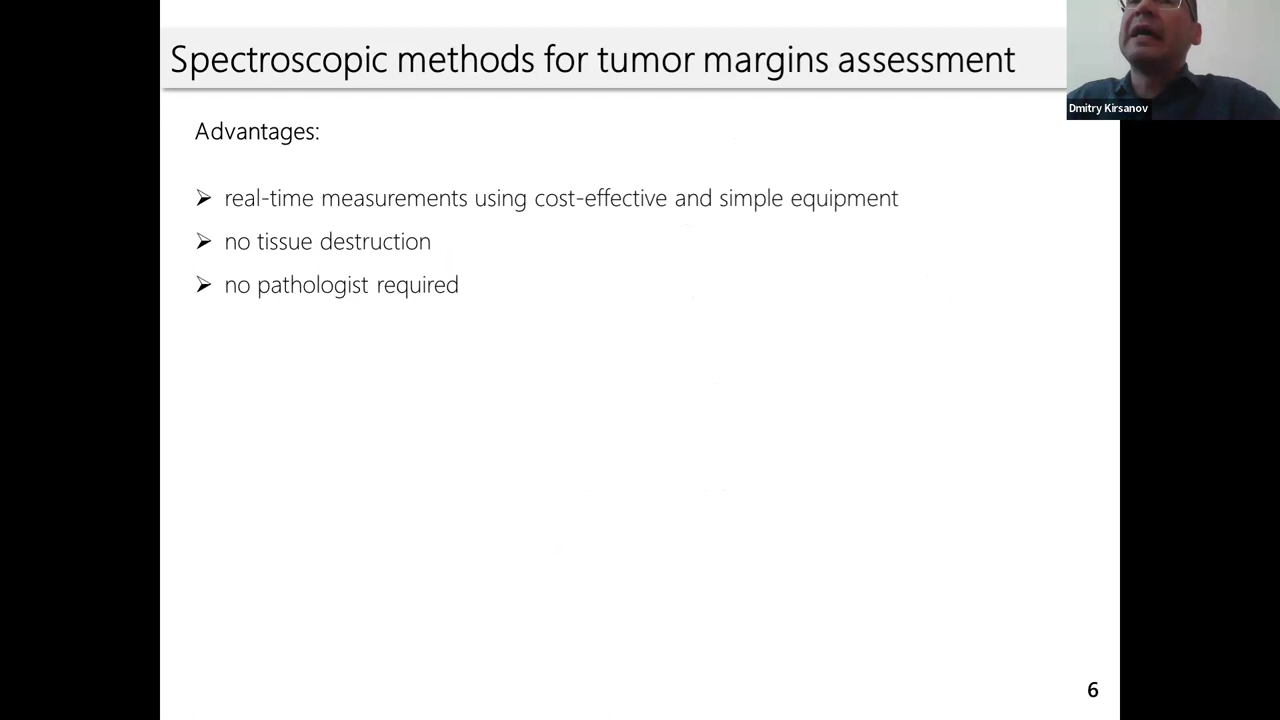 Spectroscopic methods for tumor margins assessment
Dmitry Kirsanov
Advantages:
➢ real-time measurements using cost-effective and simple equipment
➢ no tissue destruction
➢ no pathologist required
6